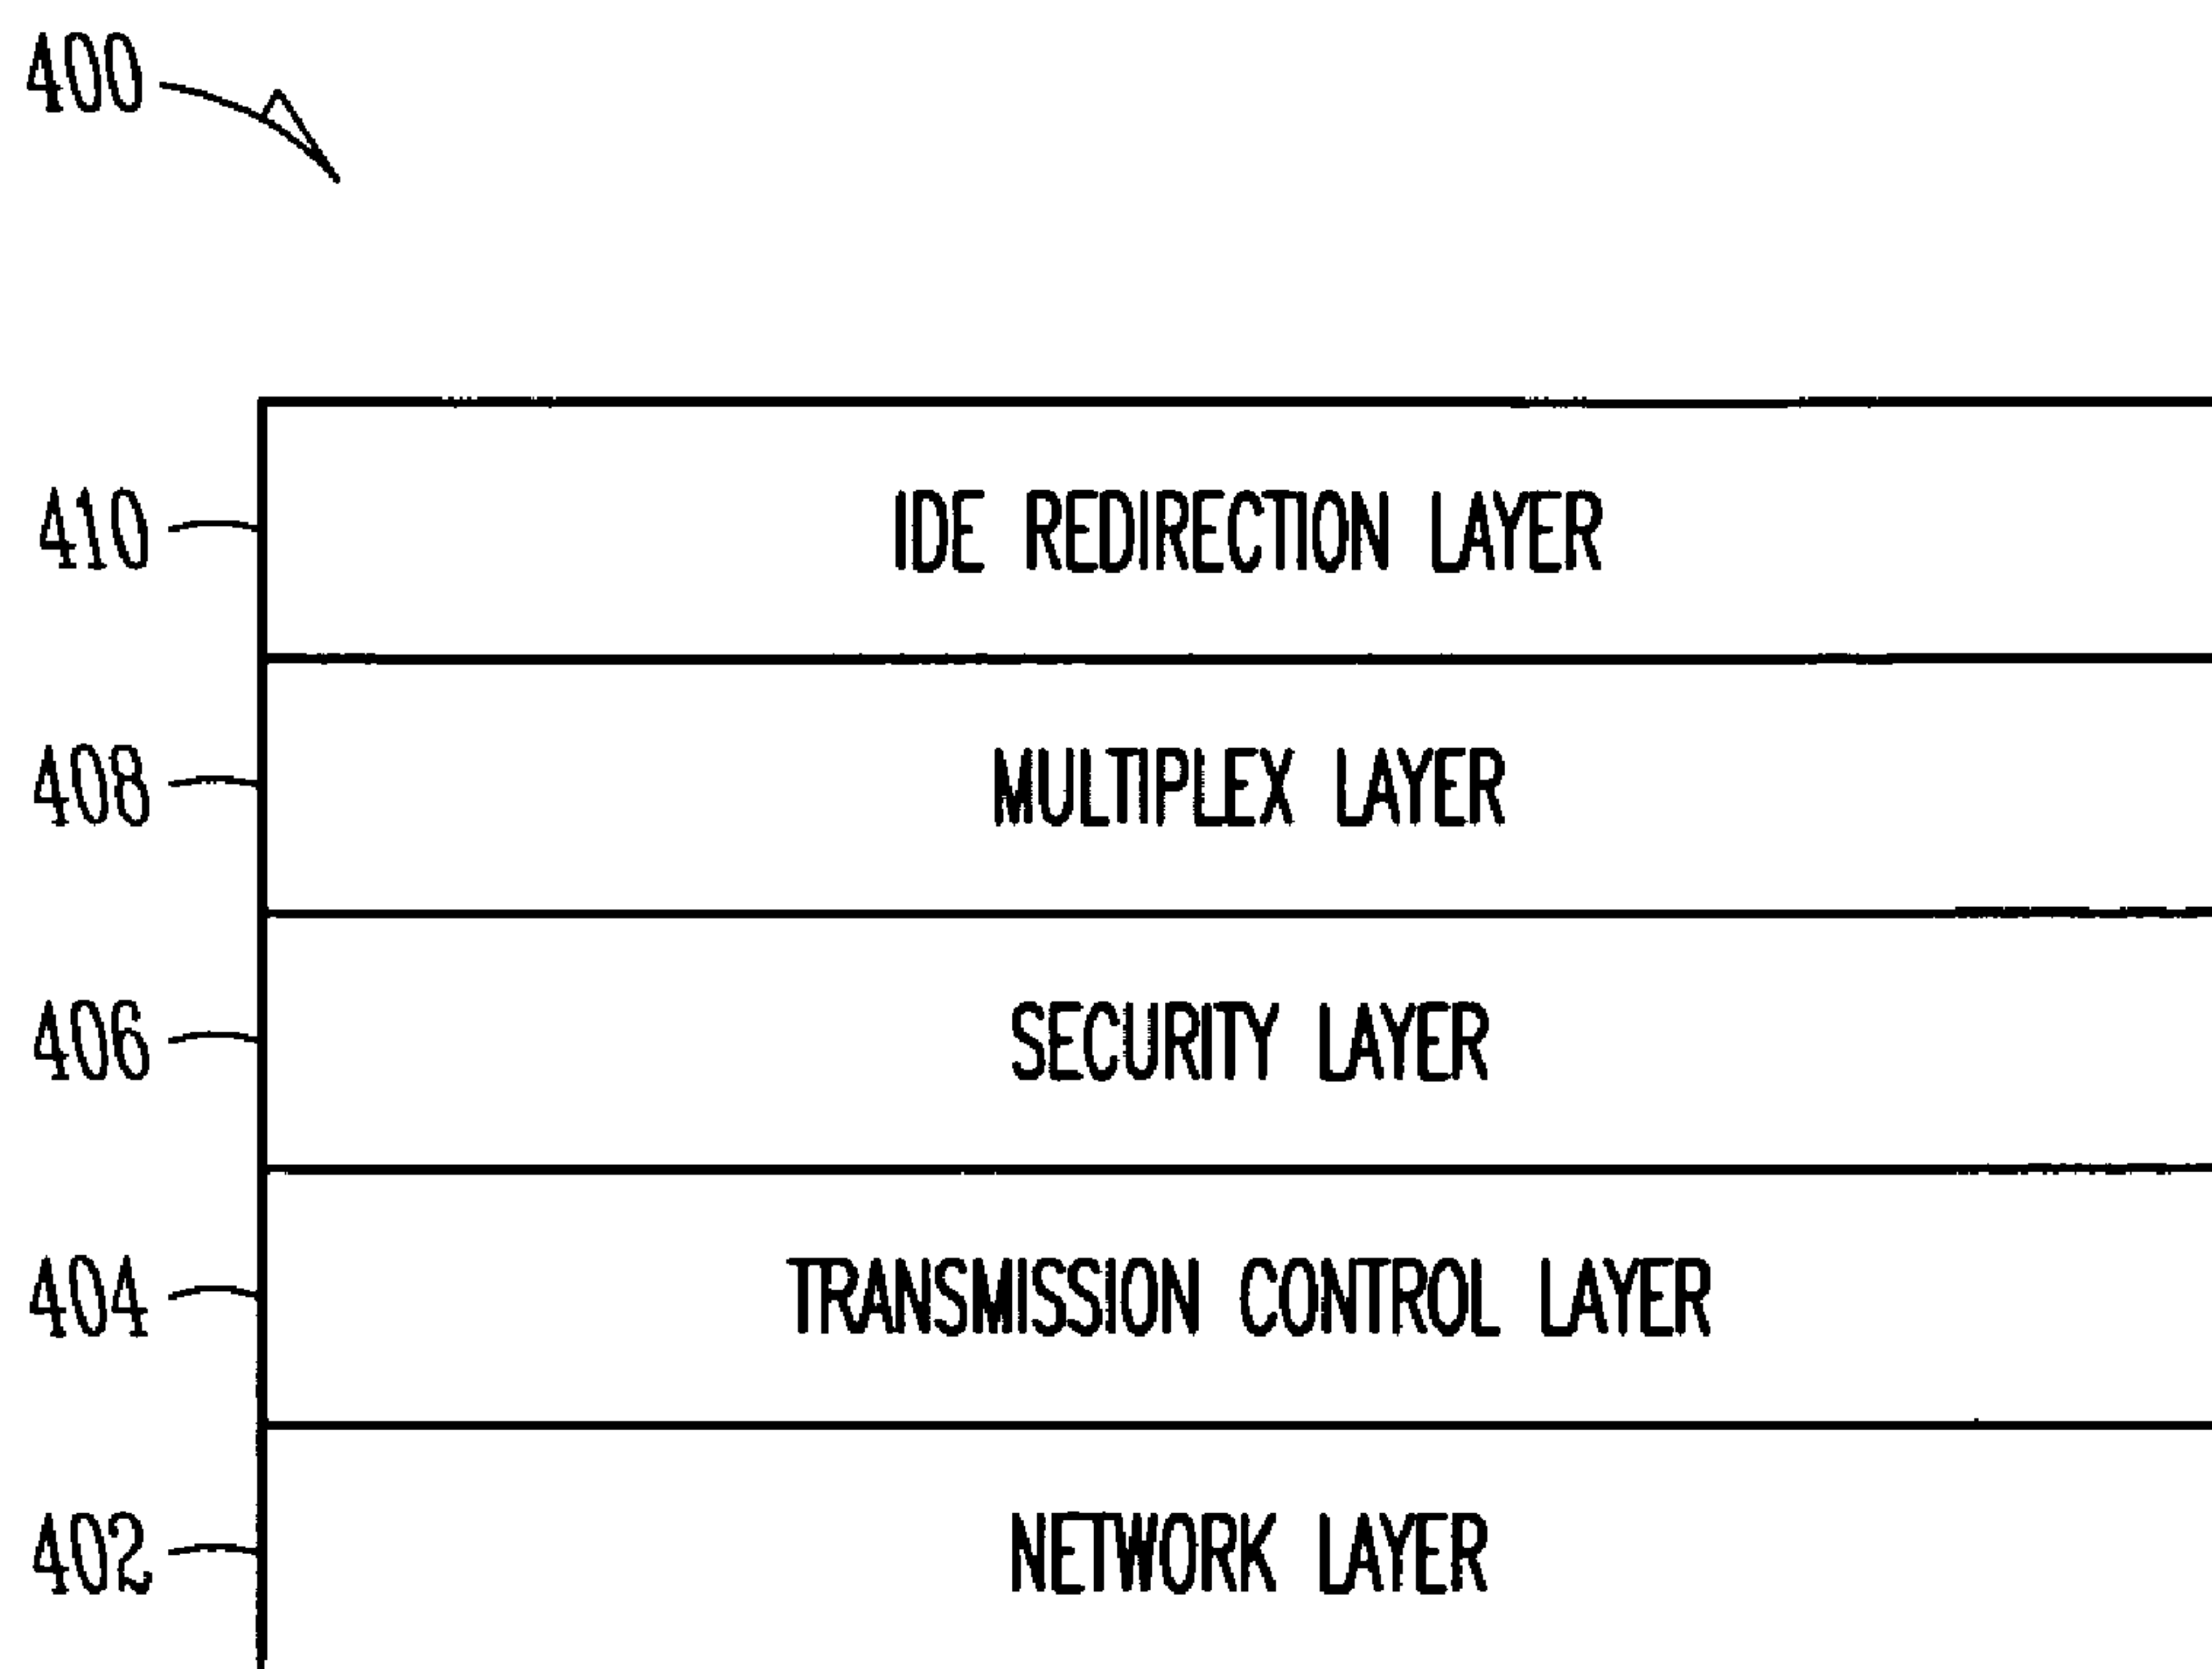 400
410 IDE REDIRECTION LAYER
408 MULTIPLEX LAYER
406 SECURITY LAYER
404 TRANSMISSION CONTROL LAYER
402 NETWORK LAYER